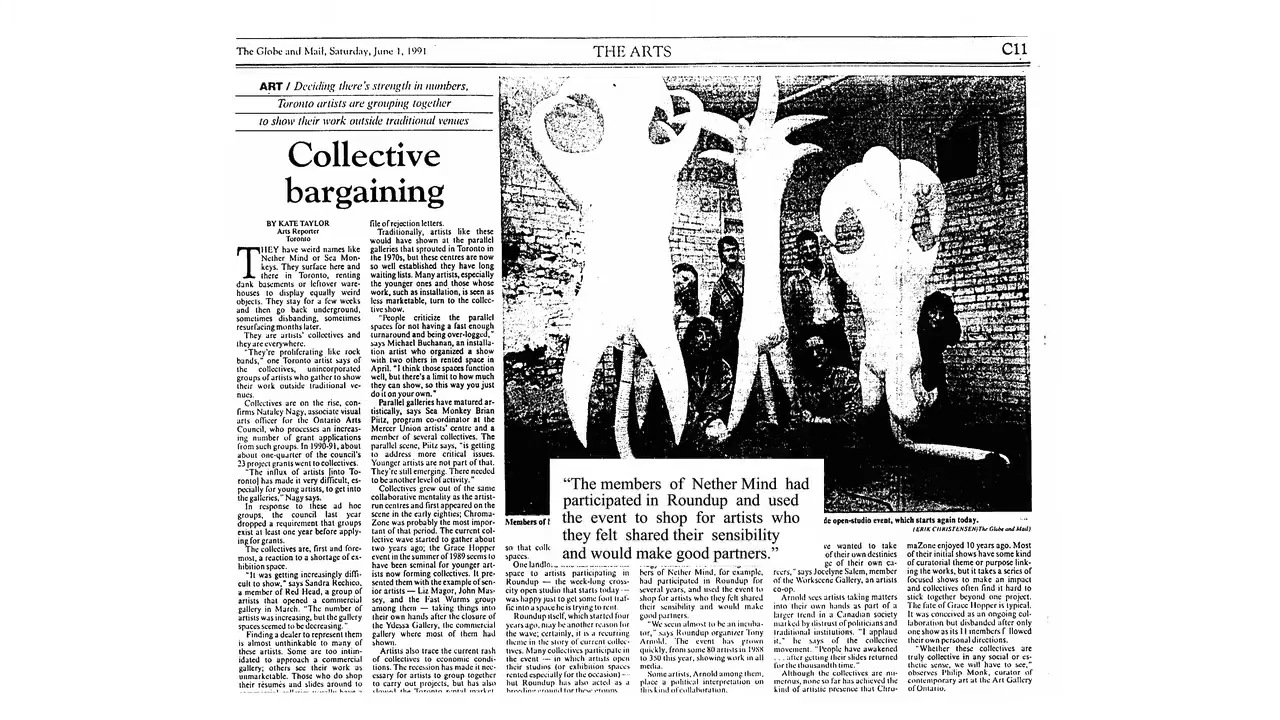 The Globe and Mail, Saturday, June 1, 1991
THE ARTS
C11
ART / Deciding there's strength in numbers,
Toronto artists are grouping together
to show their work outside traditional venues
Collective
bargaining
BY KATE TAYLOR
Arts Reporter
Toronto
THEY have weird names like
Nether Mind or Sea Mon-
keys. They surface here and
there in Toronto, renting
dank basements or leftover ware-
houses to display equally weird
objects. They stay for a few weeks
and then go back underground,
sometimes disbanding, sometimes
resurfacing months later.
They are artists' collectives and
they are everywhere.
"They're proliferating like rock
bands," one Toronto artist says of
the collectives, unincorporated
groups of artists who gather to show
their work outside traditional ve-
nues.
Collectives are on the rise, con-
firms Nataley Nagy, associate visual
arts officer for the Ontario Arts
Council, who processes an increas-
ing number of grant applications
from such groups. In 1990-91, about
about one-quarter of the council's
23 project grants went to collectives.
"The influx of artists [into To-
ronto] has made it very difficult, es-
pecially for young artists, to get into
the galleries," Nagy says.
In response to these ad hoc
groups, the council last year
dropped a requirement that groups
exist at least one year before apply-
ing for grants.
The collectives are, first and fore-
most, a reaction to a shortage of ex-
hibition space.
"It was getting increasingly diffi-
cult to show," says Sandra Rechico,
a member of Red Head, a group of
artists that opened a commercial
gallery in March. "The number of
artists was increasing, but the gallery
spaces seemed to be decreasing."
Finding a dealer to represent them
is almost unthinkable to many of
these artists. Some are too intim-
idated to approach a commercial
gallery; others see their work as
unmarketable. Those who do shop
their résumés and slides around to
file of rejection letters.
Traditionally, artists like these
would have shown at the parallel
galleries that sprouted in Toronto in
the 1970s, but these centres are now
so well established they have long
waiting lists. Many artists, especially
the younger ones and those whose
work, such as installation, is seen as
less marketable, turn to the collec-
tive show.
"People criticize the parallel
spaces for not having a fast enough
turnaround and being over-logged,"
says Michael Buchanan, an installa-
tion artist who organized a show
with two others in rented space in
April. "I think those spaces function
well, but there's a limit to how much
they can show, so this way you just
do it on your own."
Parallel galleries have matured ar-
tistically, says Sea Monkey Brian
Piitz, program co-ordinator at the
Mercer Union artists' centre and a
member of several collectives. The
parallel scene, Piitz says, "is getting
to address more critical issues.
Younger artists are not part of that.
They're still emerging. There needed
to be another level of activity."
Collectives grew out of the same
collaborative mentality as the artist-
run centres and first appeared on the
scene in the early eighties; Chroma-
Zone was probably the most impor-
tant of that period. The current col-
lective wave started to gather about
two years ago; the Grace Hopper
event in the summer of 1989 seems to
have been seminal for younger art-
ists now forming collectives. It pre-
sented them with the example of sen-
ior artists — Liz Magor, John Mas-
sey, and the Fast Wurms group
among them — taking things into
their own hands after the closure of
the Ydessa Gallery, the commercial
gallery where most of them had
shown.
Artists also trace the current rash
of collectives to economic condi-
tions. The recession has made it nec-
essary for artists to group together
to carry out projects, but has also
slowed the Toronto rental market,
"The members of Nether Mind had
participated in Roundup and used
the event to shop for artists who
they felt shared their sensibility
and would make good partners."
Members of
open-studio event, which starts again today.
(ERIK CHRISTENSEN/The Globe and Mail)
so that
spaces.
One
space to artists participating in
Roundup — the week-long cross-
city open studio that starts today —
was happy just to get some foot traf-
fic into a space he is trying to rent.
Roundup itself, which started four
years ago, may be another reason for
the wave; certainly, it is a recurring
theme in the story of current collec-
tives. Many collectives participate in
the event — in which artists open
their studios (or exhibition spaces
rented especially for the occasion) —
but Roundup has also acted as a
breeding ground for these groups.
bers of Nether Mind, for example,
had participated in Roundup for
several years, and used the event to
shop for artists who they felt shared
their sensibility and would make
good partners.
"We seem almost to be an incuba-
tor," says Roundup organizer Tony
Arnold. The event has grown
quickly, from some 80 artists in 1988
to 350 this year, showing work in all
media.
Some artists, Arnold among them,
place a political interpretation on
this kind of collaboration.
wanted to take
of their own destinies
of their own ca-
reers," says Jocelyne Salem, member
of the Workscene Gallery, an artists
co-op.
Arnold sees artists taking matters
into their own hands as part of a
larger trend in a Canadian society
marked by distrust of politicians and
traditional institutions. "I applaud
it," he says of the collective
movement. "People have awakened
. . . after getting their slides returned
for the thousandth time."
Although the collectives are nu-
merous, none so far has achieved the
kind of artistic presence that Chro-
maZone enjoyed 10 years ago. Most
of their initial shows have some kind
of curatorial theme or purpose link-
ing the works, but it takes a series of
focused shows to make an impact
and collectives often find it hard to
stick together beyond one project.
The fate of Grace Hopper is typical.
It was conceived as an ongoing col-
laboration but disbanded after only
one show as its 11 members
their own personal directions.
"Whether these collectives are
truly collective in any social or es-
thetic sense, we will have to see,"
observes Philip Monk, curator of
contemporary art at the Art Gallery
of Ontario.